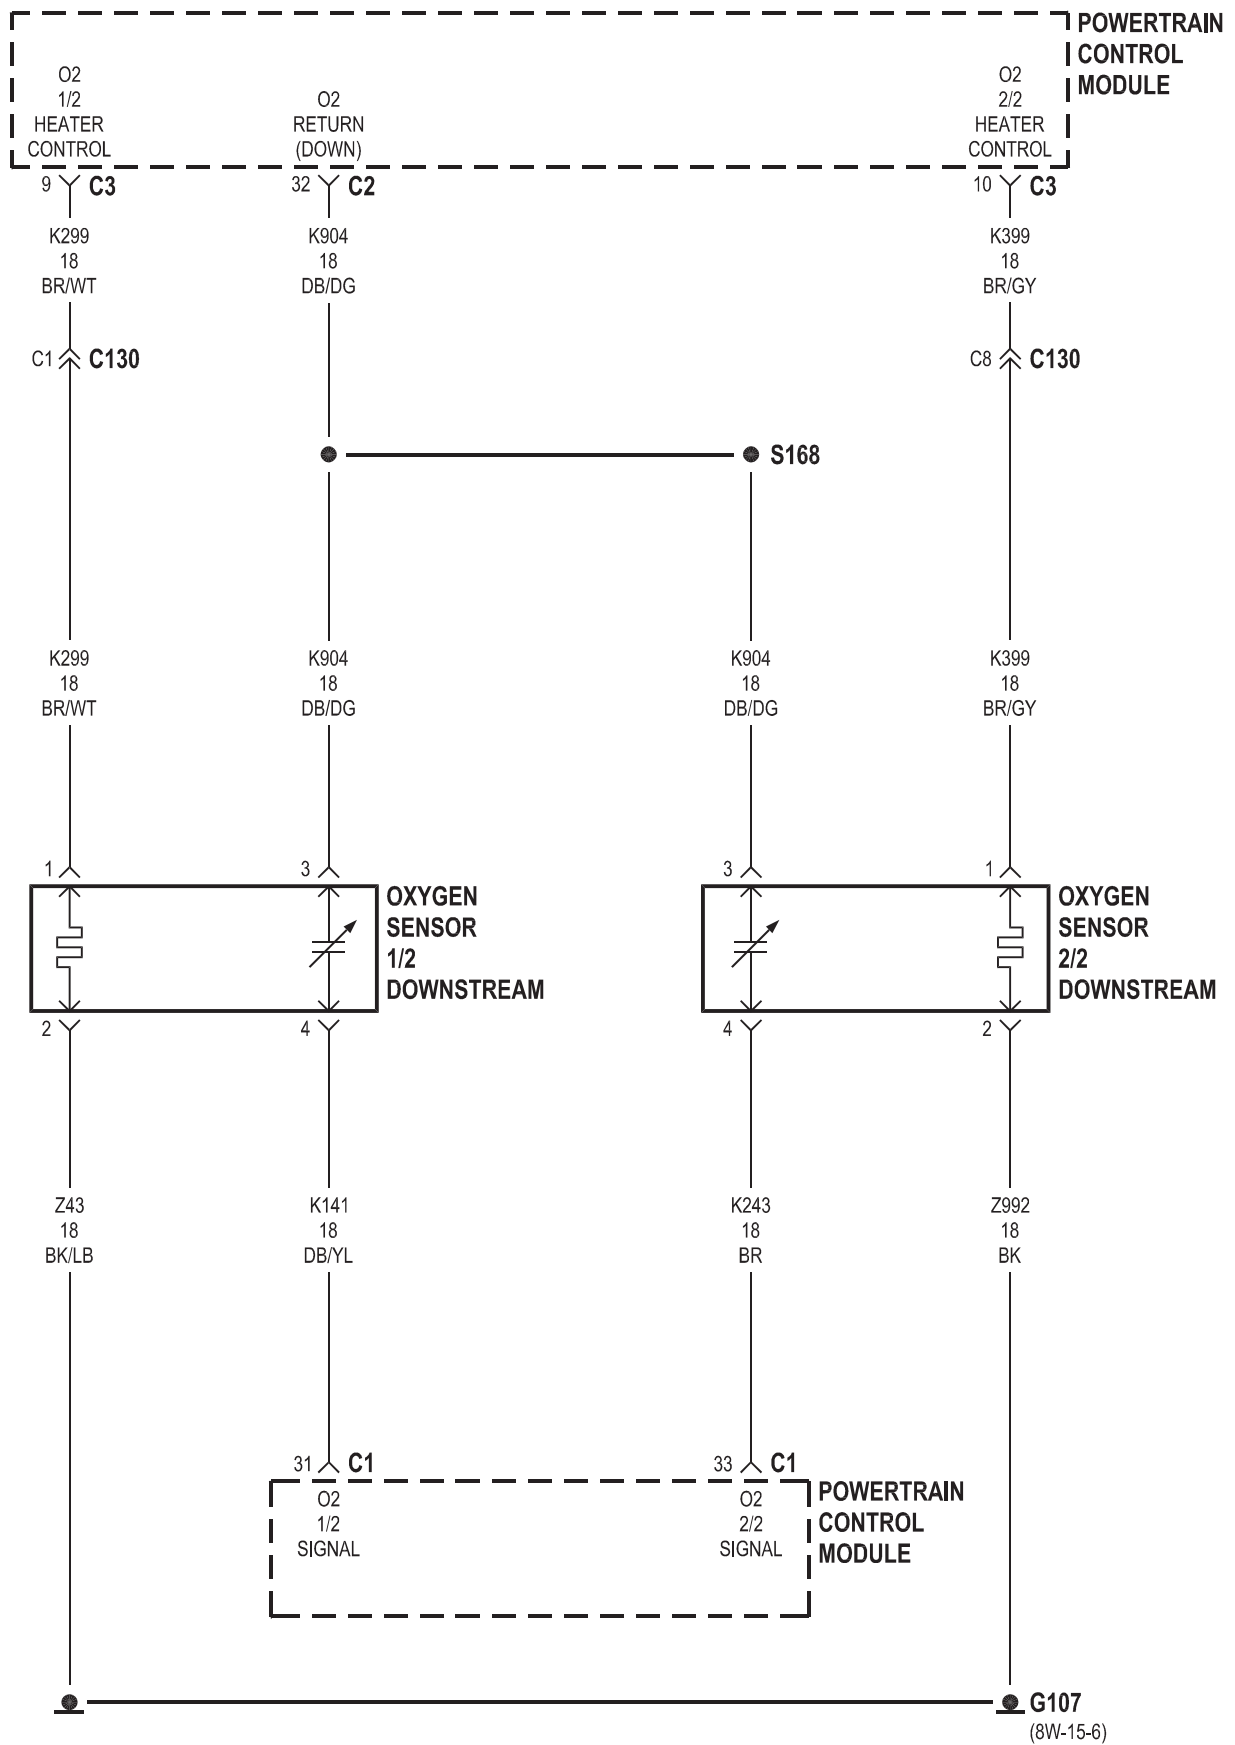 POWERTRAIN
CONTROL
MODULE
O2
1/2
HEATER
CONTROL
O2
RETURN
(DOWN)
O2
2/2
HEATER
CONTROL
9 C3
32 C2
10 C3
K299
18
BR/WT
K904
18
DB/DG
K399
18
BR/GY
C1 C130
C8 C130
S168
K299
18
BR/WT
K904
18
DB/DG
K904
18
DB/DG
K399
18
BR/GY
1
3
3
1
OXYGEN
SENSOR
1/2
DOWNSTREAM
OXYGEN
SENSOR
2/2
DOWNSTREAM
2
4
4
2
Z43
18
BK/LB
K141
18
DB/YL
K243
18
BR
Z992
18
BK
31 C1
33 C1
O2
1/2
SIGNAL
O2
2/2
SIGNAL
POWERTRAIN
CONTROL
MODULE
G107
(8W-15-6)